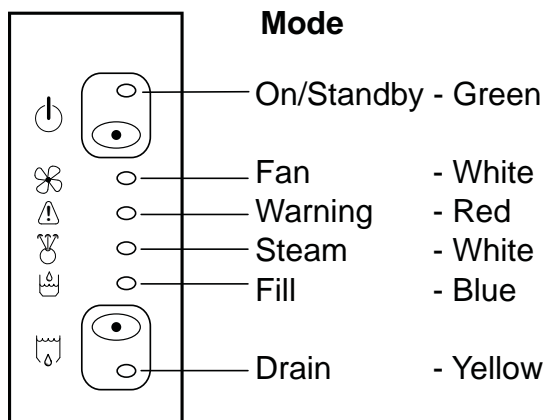 Mode
On/Standby - Green
Fan - White
Warning - Red
Steam - White
Fill - Blue
Drain - Yellow